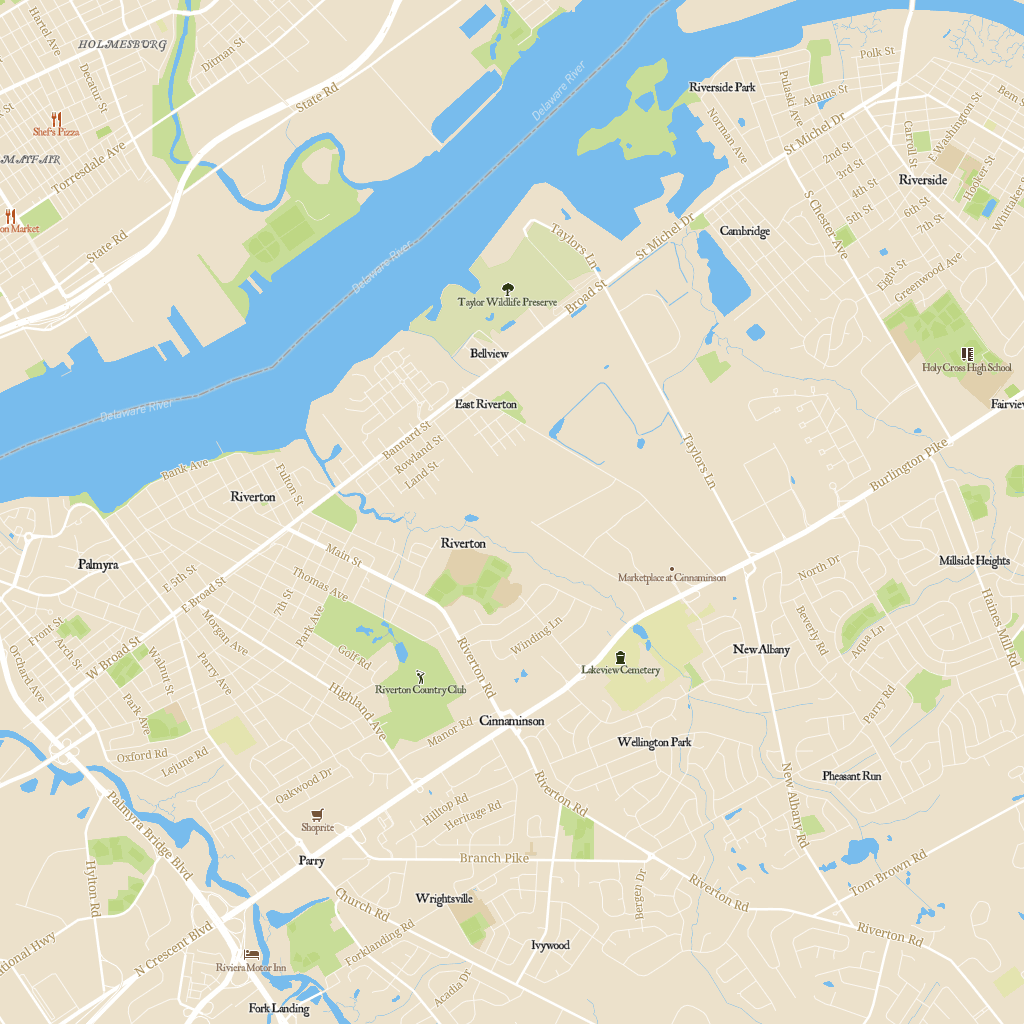 Hartel Ave
HOLMESBURG
Ditman St
Decatur St
State Rd
Shef's Pizza
MAYFAIR
Torresdale Ave
on Market
State Rd
Delaware River
Riverside Park
Polk St
Pulaski Ave
Adams St
Bem St
Norman Ave
St Michel Dr
Carroll St
E Washington St
2nd St
3rd St
4th St
5th St
6th St
7th St
Riverside
Hooker St
Whittaker S
S Chester Ave
Cambridge
St Michel Dr
Taylors Ln
Eight St
Greenwood Ave
Delaware River
Taylor Wildlife Preserve
Broad St
Bellview
Holy Cross High School
East Riverton
Fairview
Delaware River
Bannard St
Rowland St
Land St
Taylors Ln
Burlington Pike
Bank Ave
Fulton St
Riverton
Riverton
Main St
Palmyra
E 5th St
E Broad St
Thomas Ave
7th St
Park Ave
Marketplace at Cinnaminson
North Dr
Millside Heights
Haines Mill Rd
Front St
Arch St
Morgan Ave
Winding Ln
Beverly Rd
Aqua Ln
W Broad St
Walnut St
Parry Ave
Golf Rd
Orchard Ave
Riverton Rd
Lakeview Cemetery
New Albany
Riverton Country Club
Highland Ave
Parry Rd
Park Ave
Manor Rd
Cinnaminson
Wellington Park
Oxford Rd
Lejune Rd
Pheasant Run
Oakwood Dr
Riverton Rd
New Albany Rd
Hilltop Rd
Heritage Rd
Palmyra Bridge Blvd
Shoprite
Parry
Branch Pike
Tom Brown Rd
Hylton Rd
Wrightsville
Church Rd
Bergen Dr
Riverton Rd
Riverton Rd
Forklanding Rd
N Crescent Blvd
ational Hwy
Ivywood
Riviera Motor Inn
Acadia Dr
Fork Landing